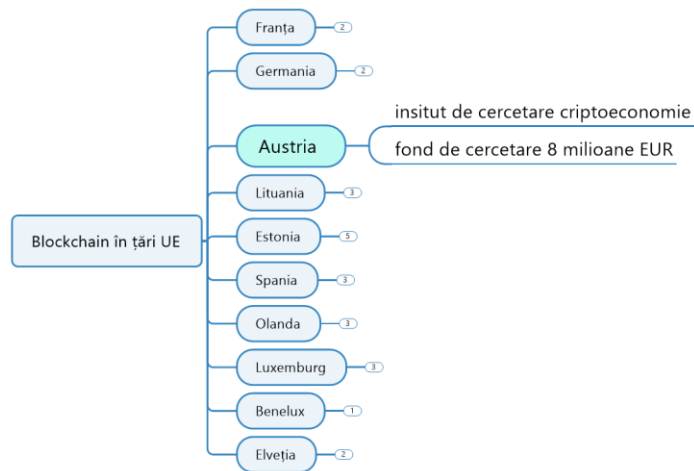 Franța
2
Germania
2
Austria
insitut de cercetare criptoeconomie
fond de cercetare 8 milioane EUR
Lituania
3
Blockchain în țări UE
Estonia
5
Spania
3
Olanda
3
Luxemburg
3
Benelux
1
Elveția
2